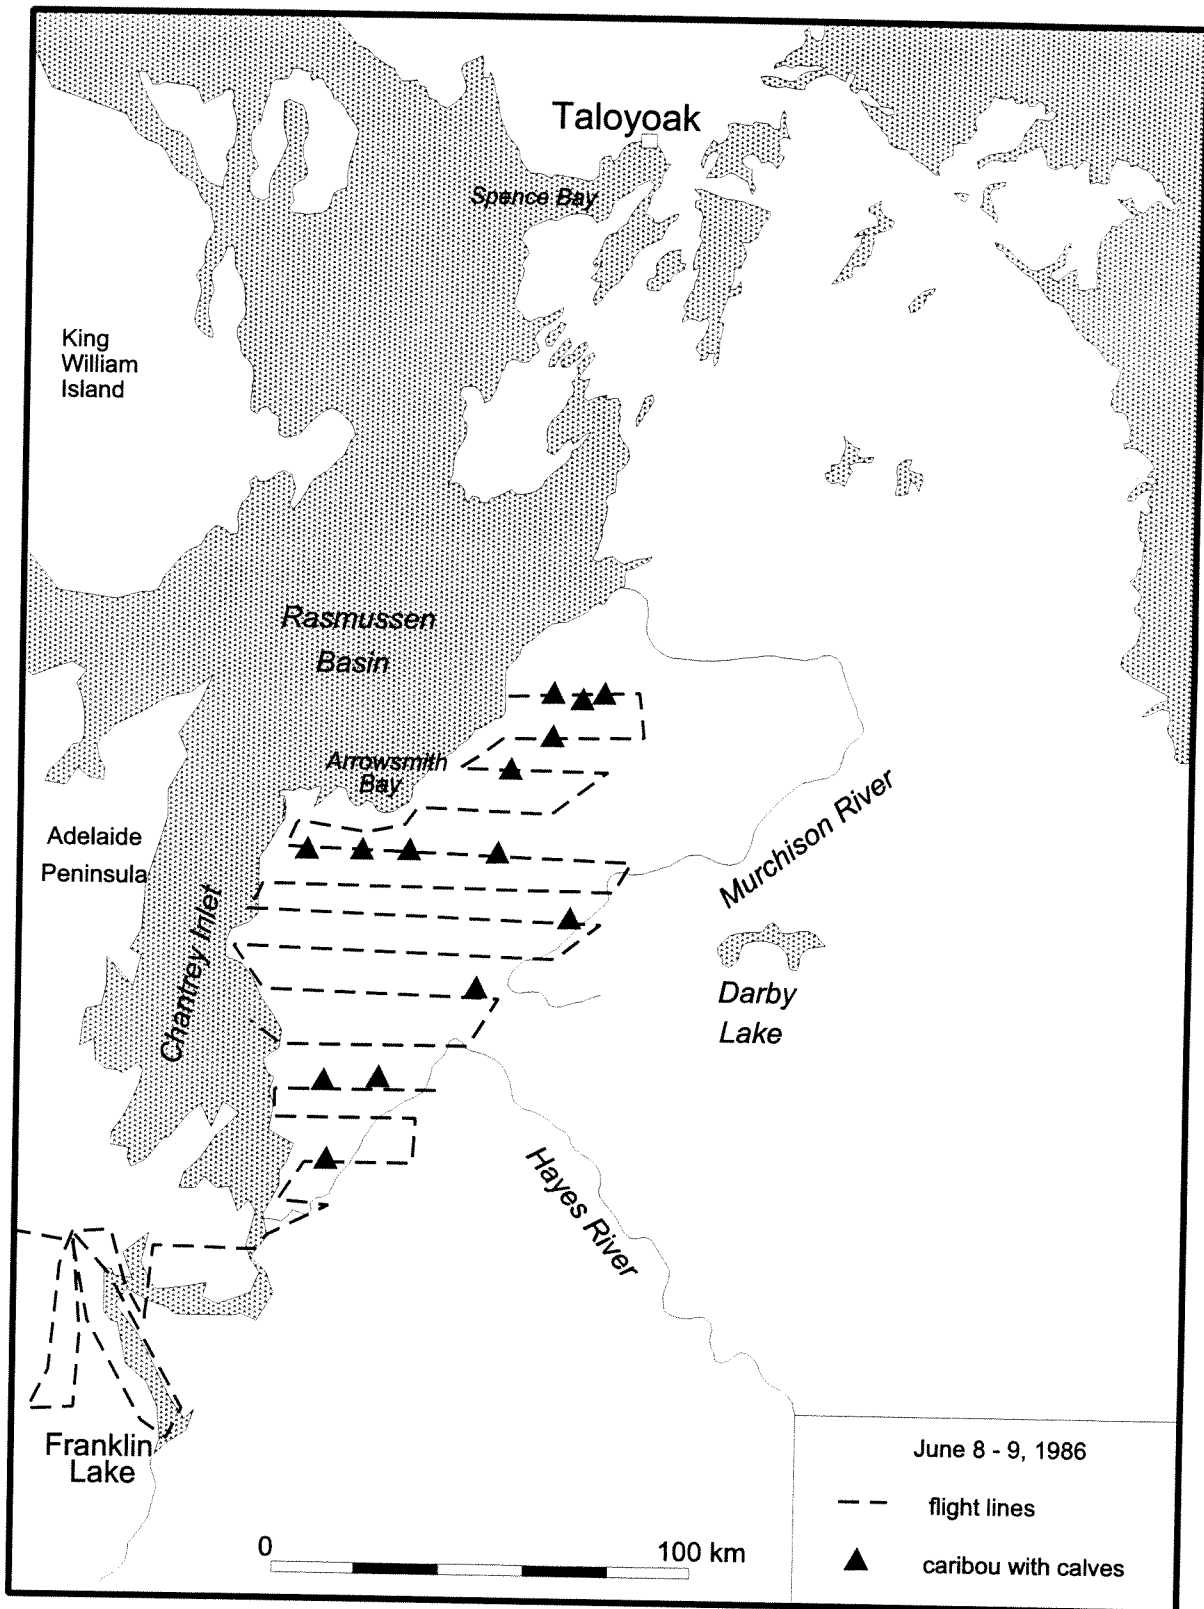 Taloyoak
Spence Bay
King
William
Island
Rasmussen
Basin
Arrowsmith
Bay
Adelaide
Peninsula
Murchison River
Chantrey Inlet
Darby
Lake
Hayes River
Franklin
Lake
June 8 - 9, 1986
flight lines
caribou with calves
0 100 km